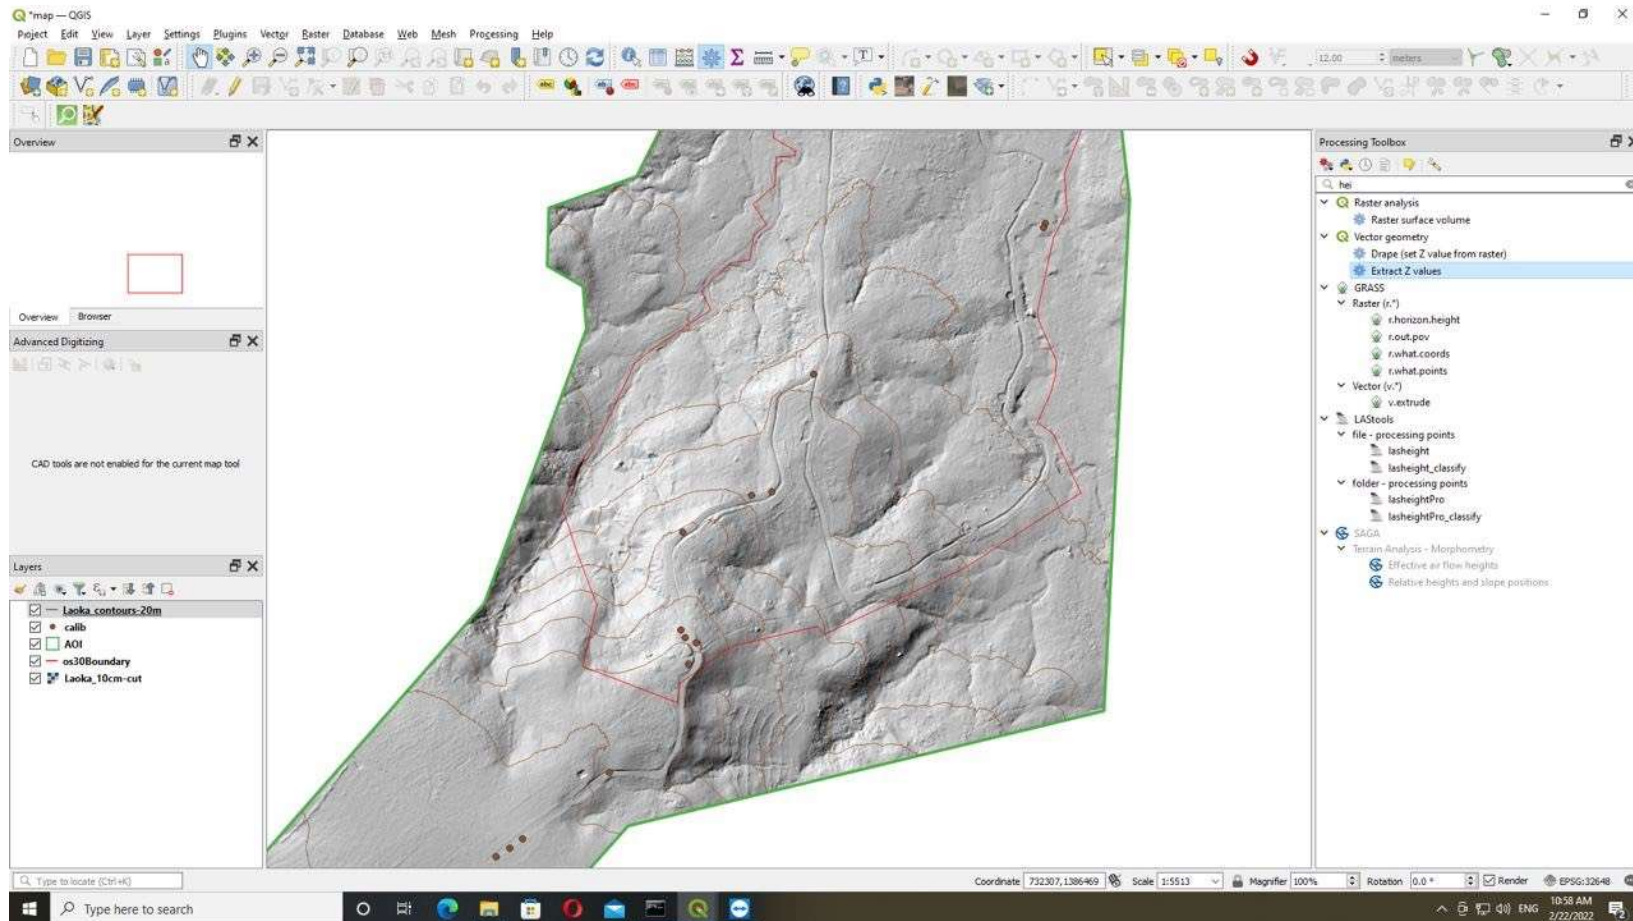 *map — QGIS
Project Edit View Layer Settings Plugins Vector Raster Database Web Mesh Processing Help
12.00 meters
Overview
Overview Browser
Advanced Digitizing
CAD tools are not enabled for the current map tool
Layers
Laoka_contours-20m
calib
AOI
os30Boundary
Laoka_10cm-cut
Processing Toolbox
hei
Raster analysis
Raster surface volume
Vector geometry
Drape (set Z value from raster)
Extract Z values
GRASS
Raster (r.*)
r.horizon.height
r.out.pov
r.what.coords
r.what.points
Vector (v.*)
v.extrude
LAStools
file - processing points
lasheight
lasheight_classify
folder - processing points
lasheightPro
lasheightPro_classify
SAGA
Terrain Analysis - Morphometry
Effective air flow heights
Relative heights and slope positions
Type to locate (Ctrl+K) Coordinate 732307,1386469 Scale 1:5513 Magnifier 100% Rotation 0.0 ° Render EPSG:32648
Type here to search ENG 10:58 AM
2/22/2022